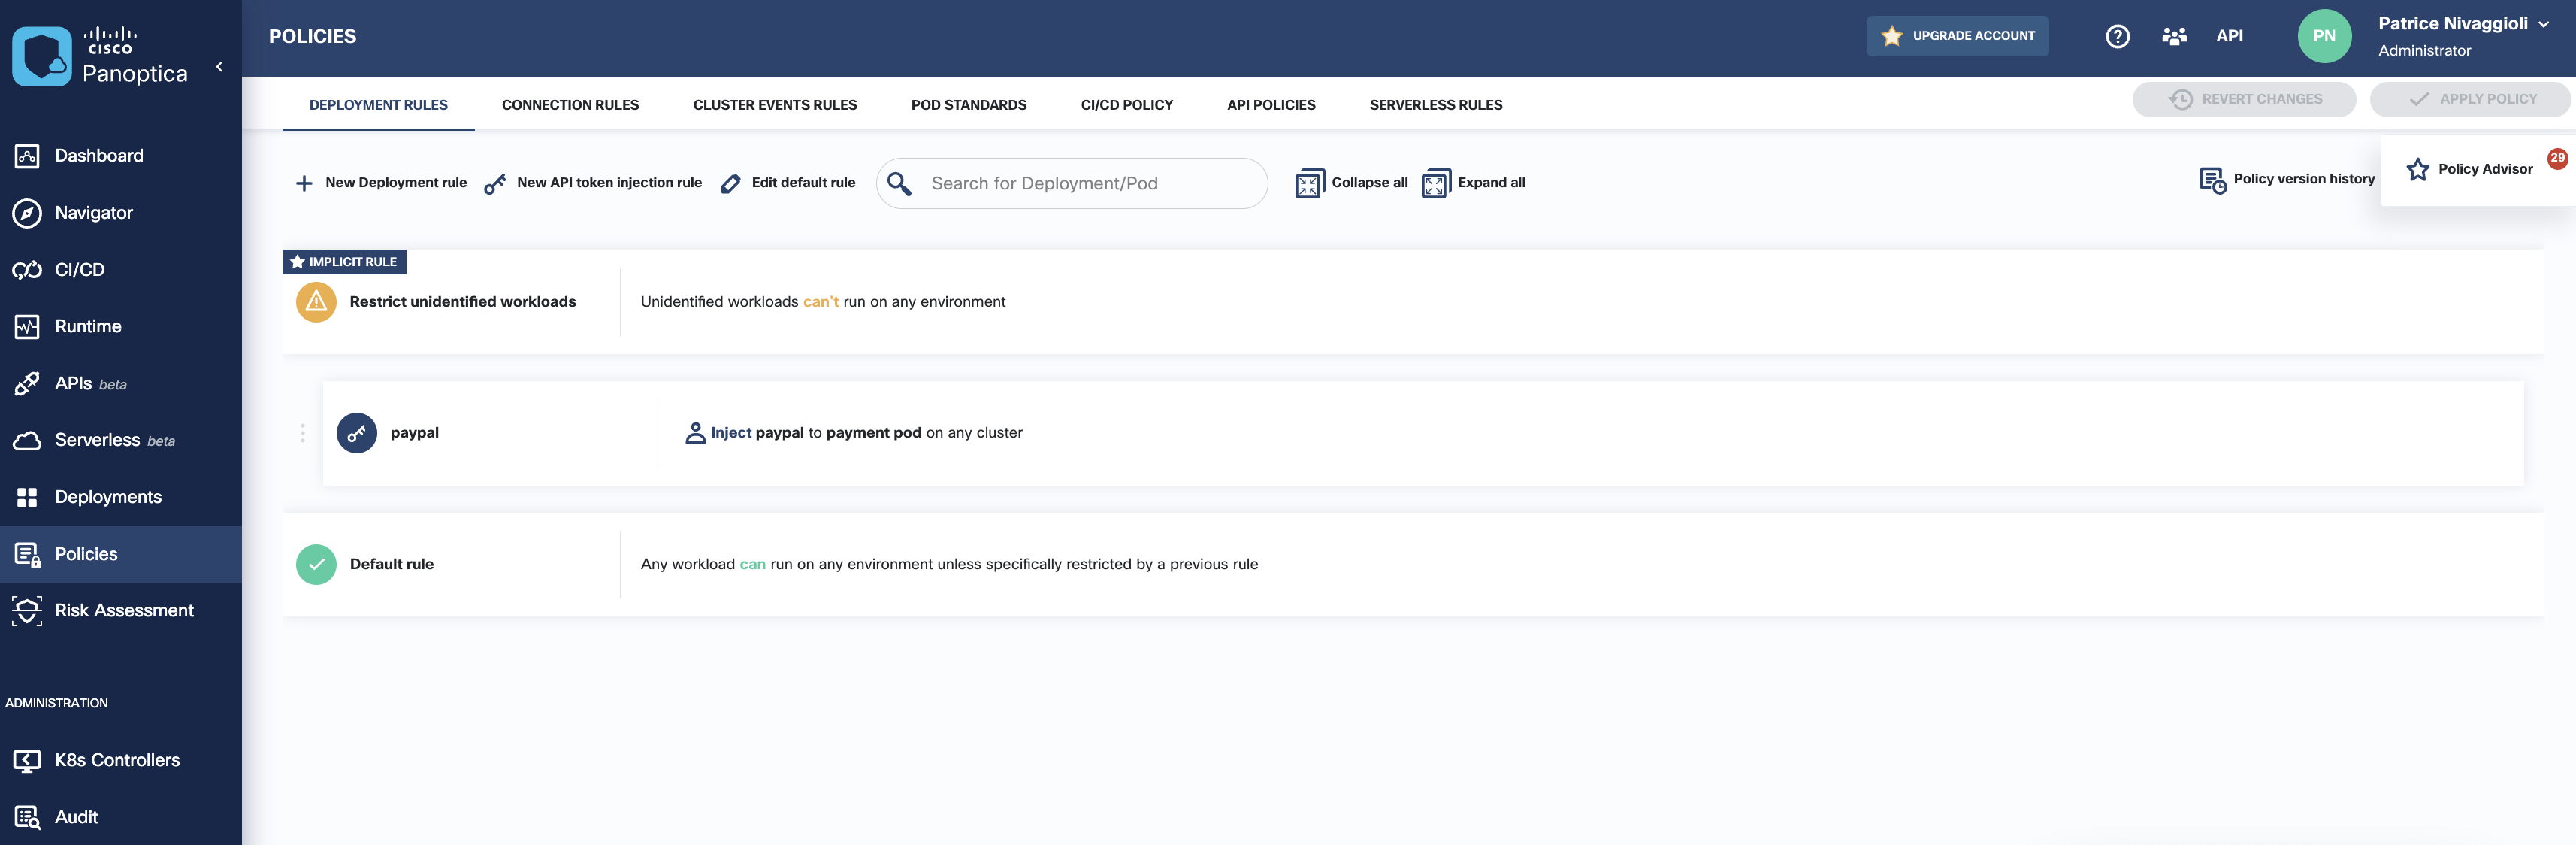 cisco
Panoptica
POLICIES
UPGRADE ACCOUNT
API
PN
Patrice Nivaggioli
Administrator
DEPLOYMENT RULES
CONNECTION RULES
CLUSTER EVENTS RULES
POD STANDARDS
CI/CD POLICY
API POLICIES
SERVERLESS RULES
REVERT CHANGES
APPLY POLICY
Dashboard
Navigator
CI/CD
Runtime
APIs beta
Serverless beta
Deployments
Policies
Risk Assessment
ADMINISTRATION
K8s Controllers
Audit
New Deployment rule
New API token injection rule
Edit default rule
Search for Deployment/Pod
Collapse all
Expand all
Policy version history
Policy Advisor
29
IMPLICIT RULE
Restrict unidentified workloads
Unidentified workloads can't run on any environment
paypal
Inject paypal to payment pod on any cluster
Default rule
Any workload can run on any environment unless specifically restricted by a previous rule